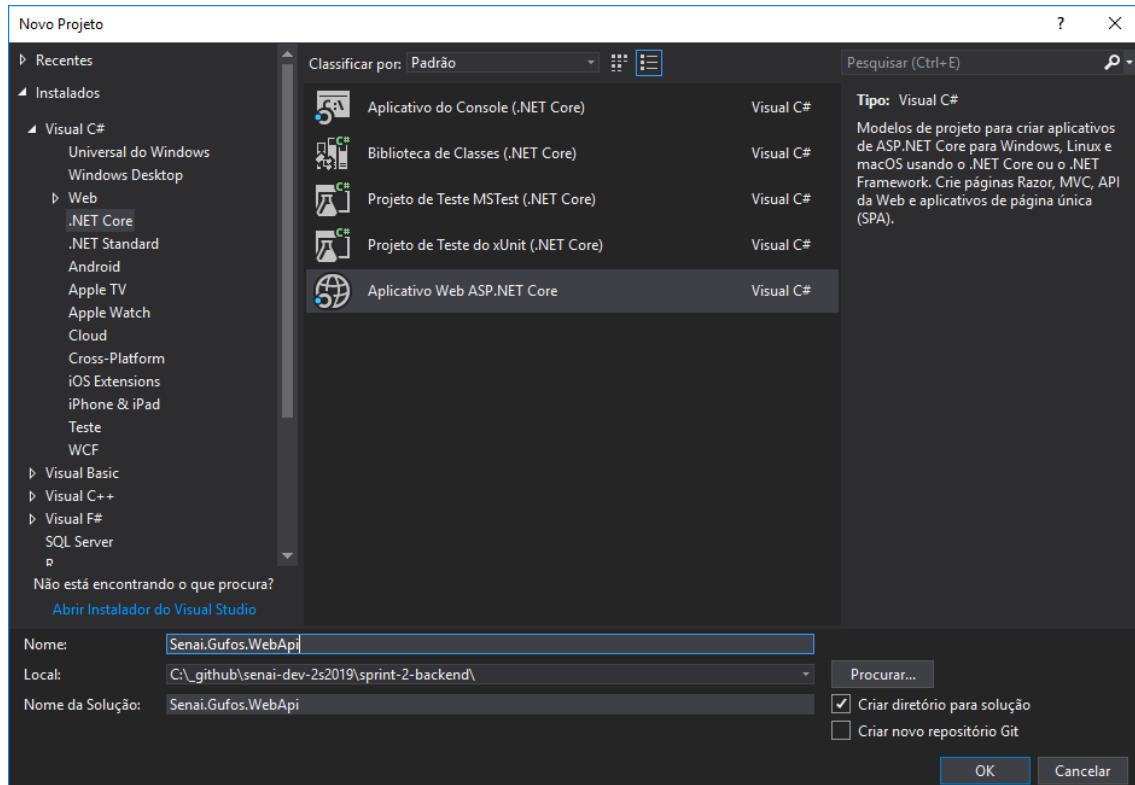 Novo Projeto
? 
Recentes
Instalados
Visual C#
Universal do Windows
Windows Desktop
Web
.NET Core
.NET Standard
Android
Apple TV
Apple Watch
Cloud
Cross-Platform
iOS Extensions
iPhone & iPad
Teste
WCF
Visual Basic
Visual C++
Visual F#
SQL Server
R
Não está encontrando o que procura?
Abrir Instalador do Visual Studio
Classificar por: Padrão
Aplicativo do Console (.NET Core) Visual C#
Biblioteca de Classes (.NET Core) Visual C#
Projeto de Teste MSTest (.NET Core) Visual C#
Projeto de Teste do xUnit (.NET Core) Visual C#
Aplicativo Web ASP.NET Core Visual C#
Pesquisar (Ctrl+E)
Tipo: Visual C#
Modelos de projeto para criar aplicativos
de ASP.NET Core para Windows, Linux e
macOS usando o .NET Core ou o .NET
Framework. Crie páginas Razor, MVC, API
da Web e aplicativos de página única
(SPA).
Nome: Senai.Gufos.WebApi
Local: C:\_github\senai-dev-2s2019\sprint-2-backend\
Nome da Solução: Senai.Gufos.WebApi
Procurar...
Criar diretório para solução
Criar novo repositório Git
OK
Cancelar